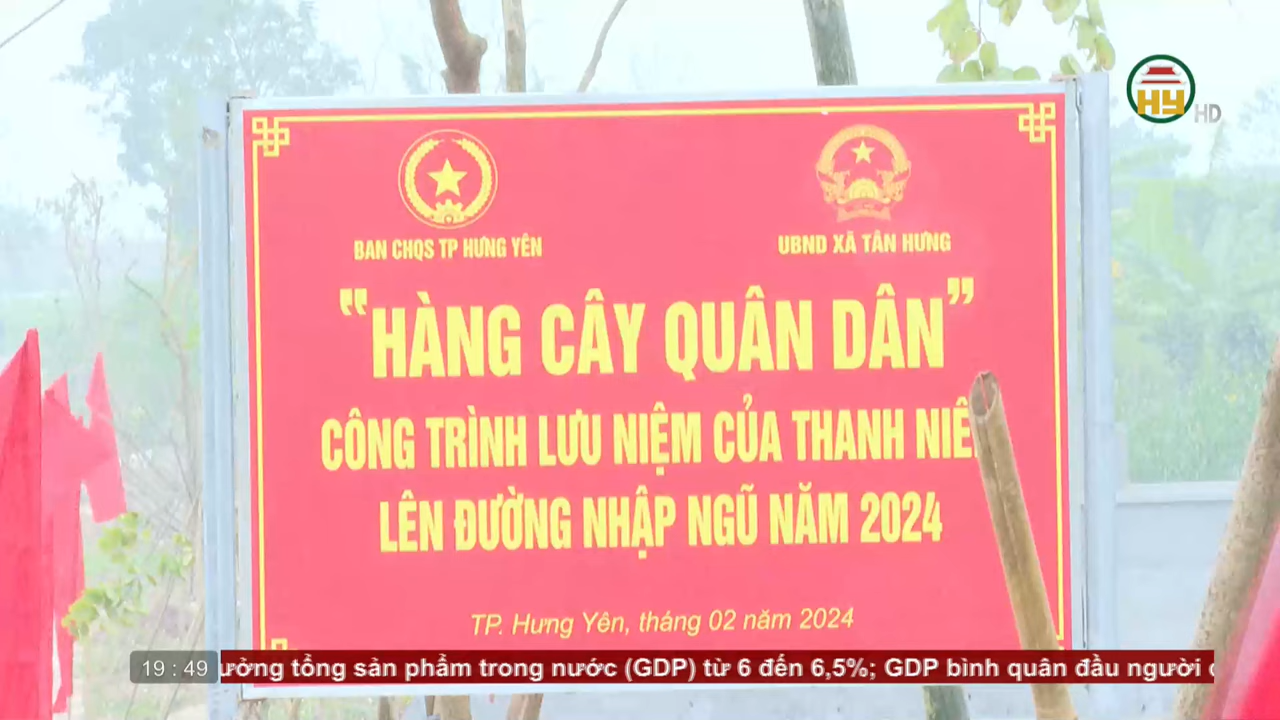 HY HD
BAN CHQS TP HƯNG YÊN
UBND XÃ TÂN HƯNG
"HÀNG CÂY QUÂN DÂN"
CÔNG TRÌNH LƯU NIỆM CỦA THANH
LÊN ĐƯỜNG NHẬP NGŨ NĂM 2024
TP. Hưng Yên, tháng 02 năm 2024
19 : 49 ưởng tổng sản phẩm trong nước (GDP) từ 6 đến 6,5%; GDP bình quân đầu người